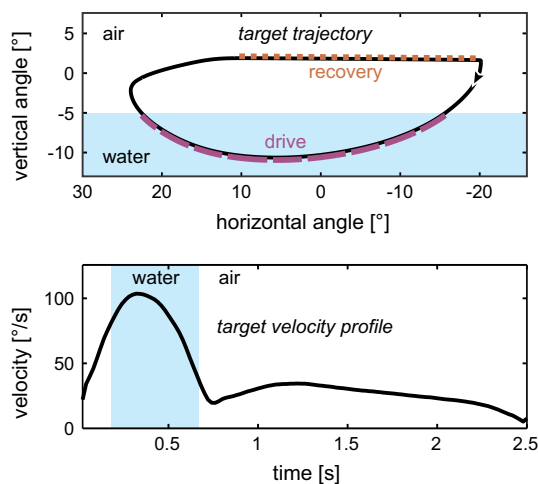 air
target trajectory
recovery
drive
water
5
0
-5
-10
vertical angle [°]
30
20
10
0
-10
-20
horizontal angle [°]
water
air
target velocity profile
100
50
0
velocity [°/s]
0.5
1
1.5
2
2.5
time [s]